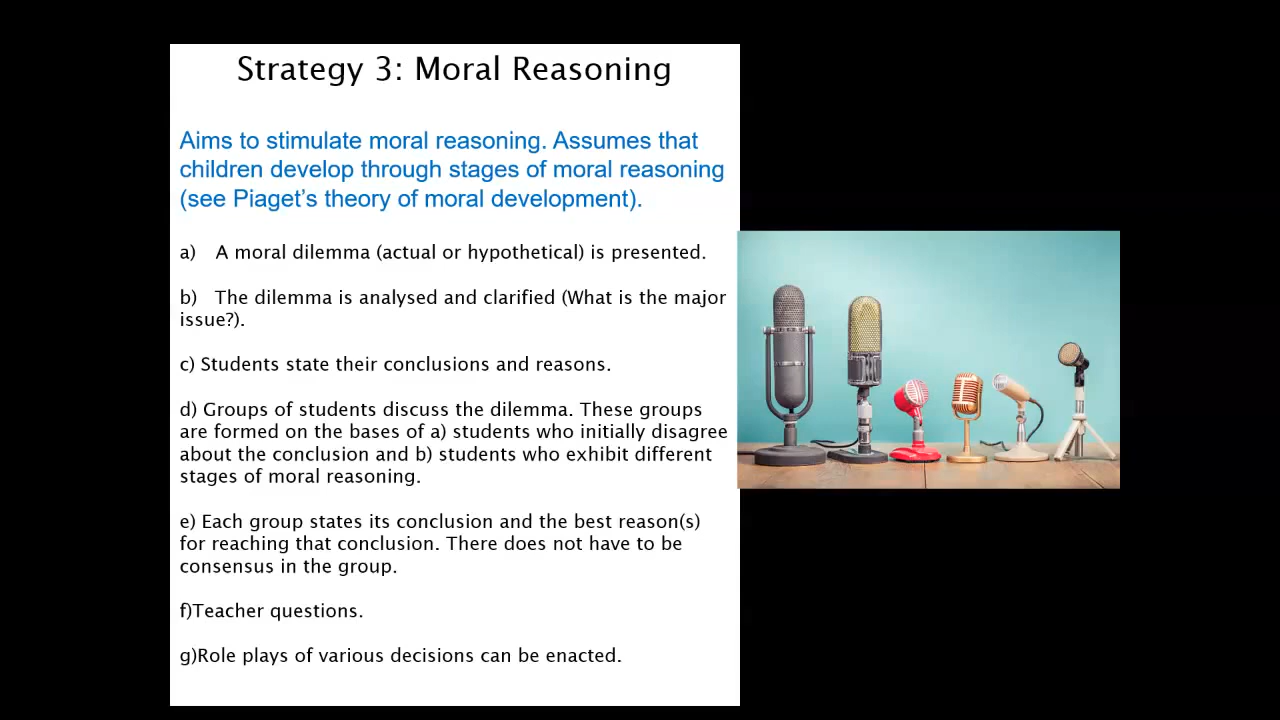 Strategy 3: Moral Reasoning
Aims to stimulate moral reasoning. Assumes that
children develop through stages of moral reasoning
(see Piaget's theory of moral development).
a) A moral dilemma (actual or hypothetical) is presented.
b) The dilemma is analysed and clarified (What is the major
issue?).
c) Students state their conclusions and reasons.
d) Groups of students discuss the dilemma. These groups
are formed on the bases of a) students who initially disagree
about the conclusion and b) students who exhibit different
stages of moral reasoning.
e) Each group states its conclusion and the best reason(s)
for reaching that conclusion. There does not have to be
consensus in the group.
f)Teacher questions.
g)Role plays of various decisions can be enacted.